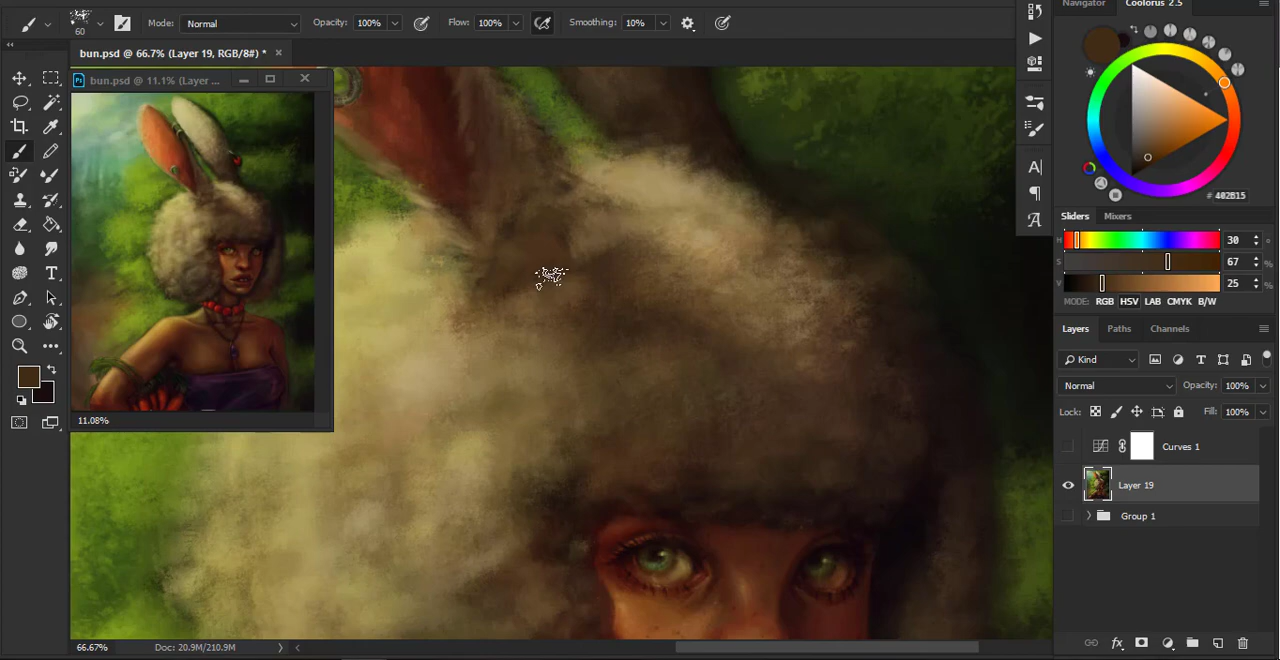 Mode: Normal Opacity: 100% Flow: 100% Smoothing: 10%
60
bun.psd @ 66.7% (Layer 19, RGB/8#) *
bun.psd @ 11.1% (Layer ...
11.08%
66.67% Doc: 20.9M/210.9M
Navigator Coolorus 2.5
# 402B15
Sliders Mixers
H 30 °
S 67 %
V 25 %
MODE: RGB HSV LAB CMYK B/W
Layers Paths Channels
Kind
Normal Opacity: 100%
Lock: Fill: 100%
Curves 1
Layer 19
Group 1